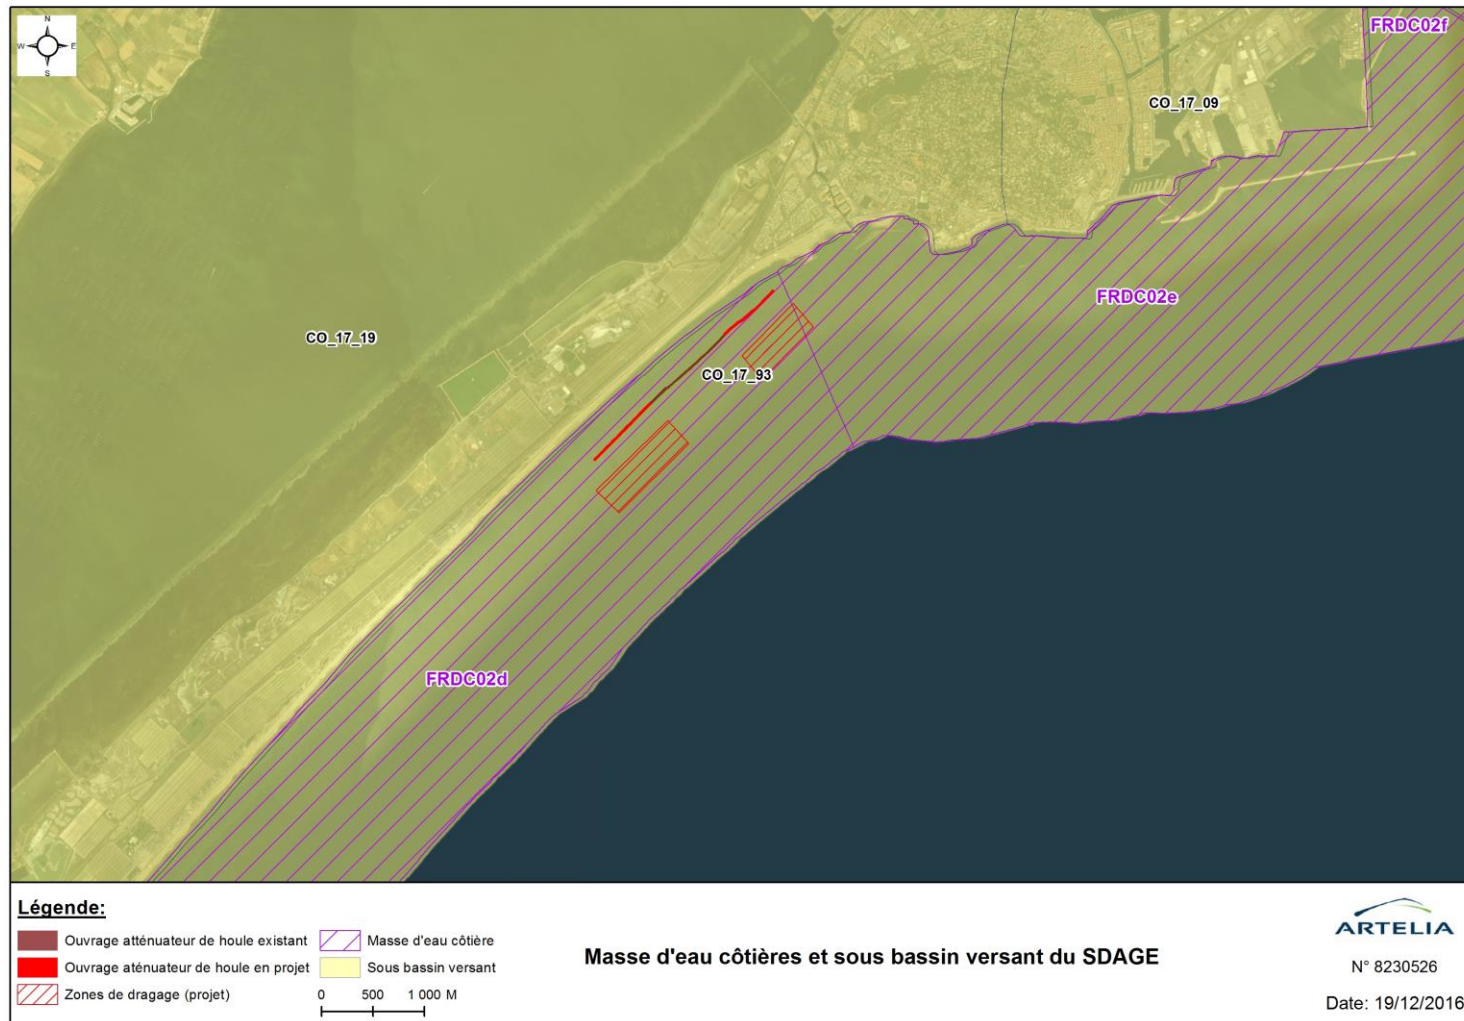 N
W E
S
FRDC02f
CO_17_09
FRDC02e
CO_17_19
CO_17_93
FRDC02d
Légende:
Ouvrage atténuateur de houle existant
Ouvrage aténuateur de houle en projet
Zones de dragage (projet)
Masse d'eau côtière
Sous bassin versant
0 500 1 000 M
Masse d'eau côtières et sous bassin versant du SDAGE
ARTELIA
N° 8230526
Date: 19/12/2016